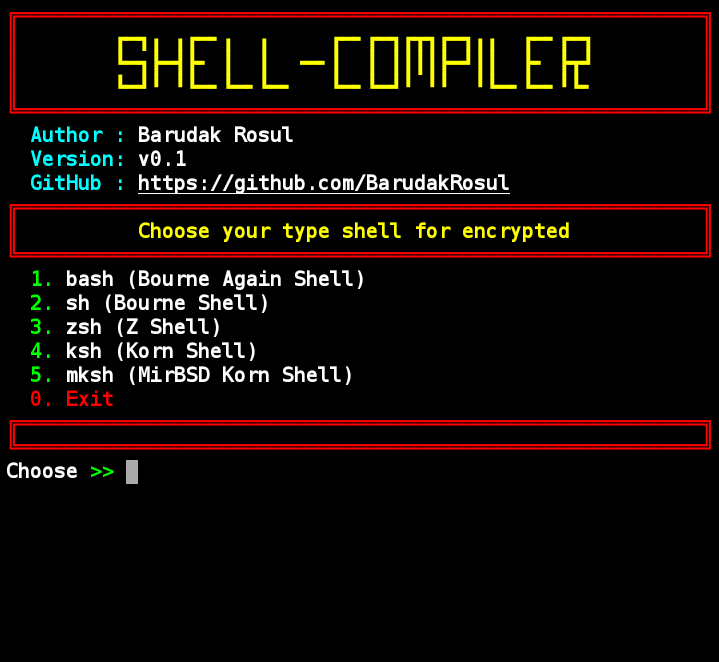 SHELL-COMPILER
Author : Barudak Rosul
Version: v0.1
GitHub : https://github.com/BarudakRosul
Choose your type shell for encrypted
1. bash (Bourne Again Shell)
2. sh (Bourne Shell)
3. zsh (Z Shell)
4. ksh (Korn Shell)
5. mksh (MirBSD Korn Shell)
0. Exit
Choose >>